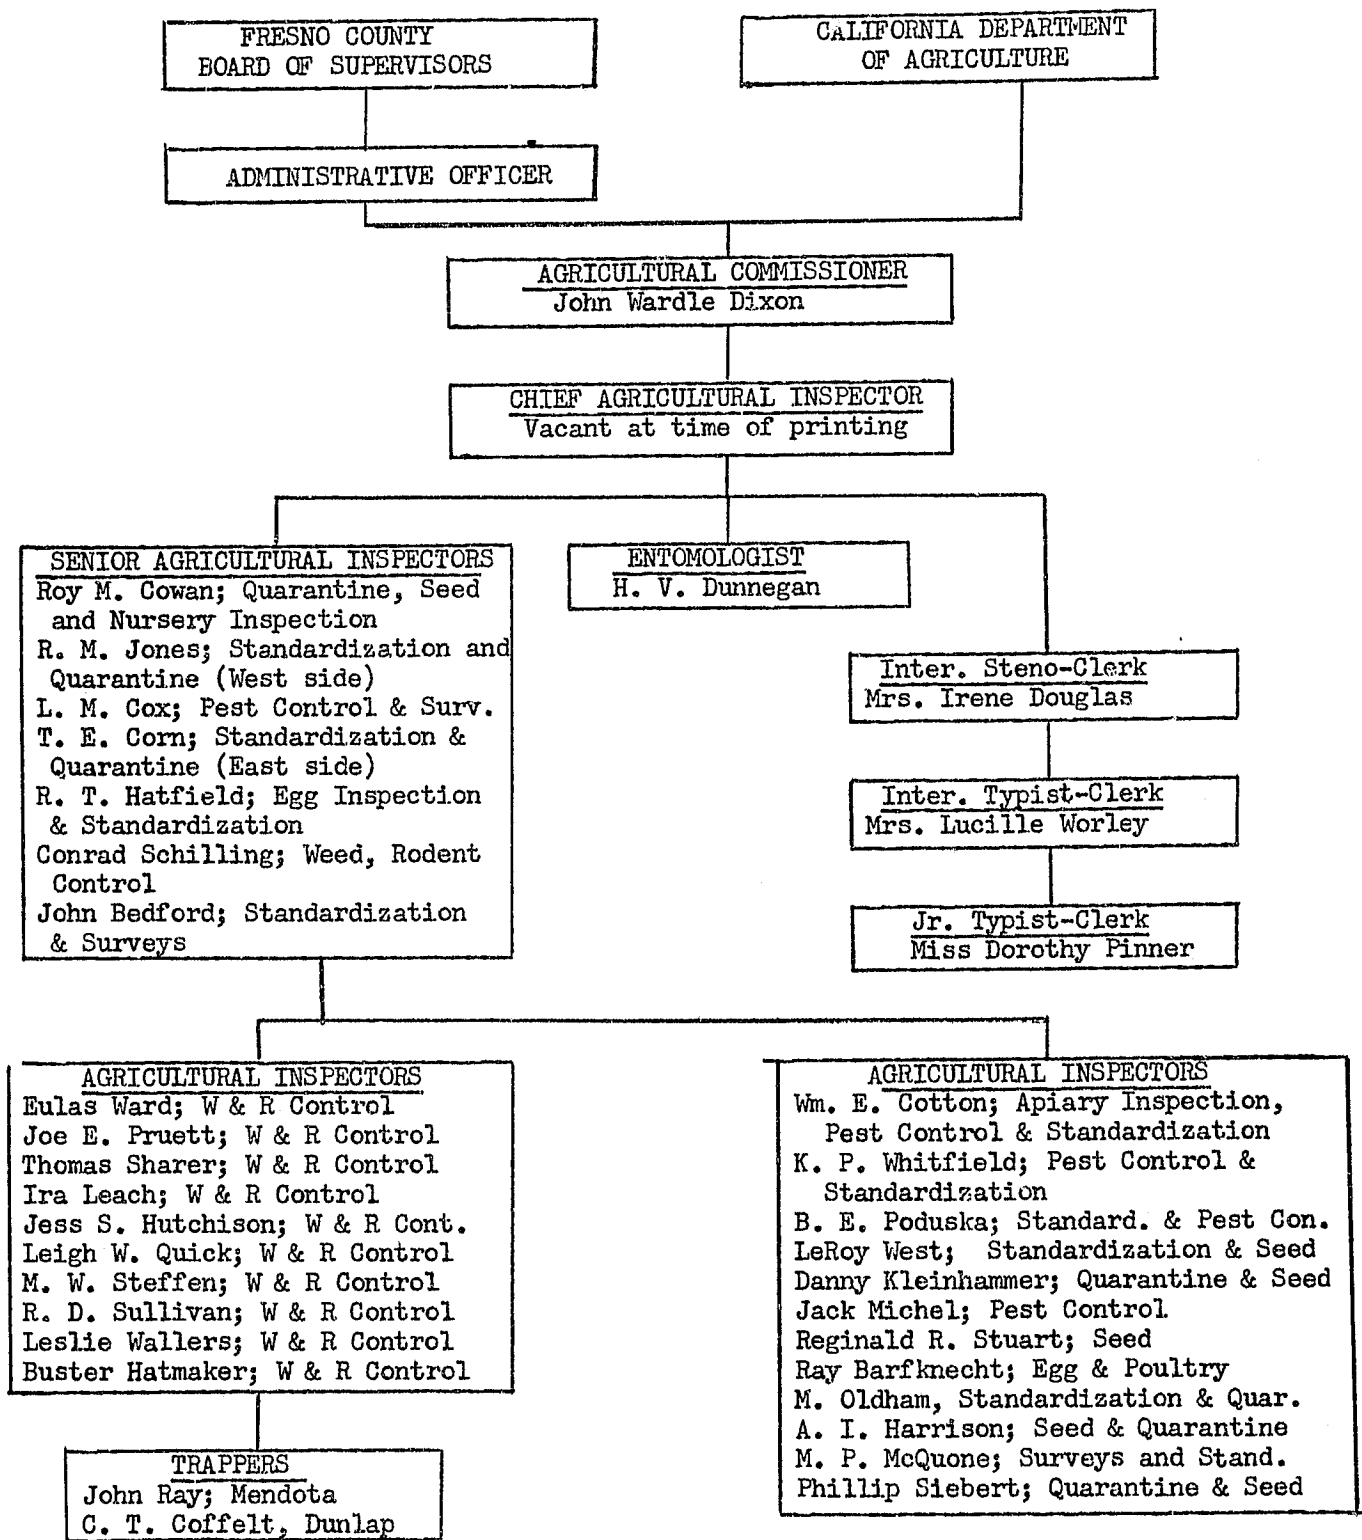 FRESNO COUNTY
BOARD OF SUPERVISORS
CALIFORNIA DEPARTMENT
OF AGRICULTURE
ADMINISTRATIVE OFFICER
AGRICULTURAL COMMISSIONER
John Wardle Dixon
CHIEF AGRICULTURAL INSPECTOR
Vacant at time of printing
SENIOR AGRICULTURAL INSPECTORS
Roy M. Cowan; Quarantine, Seed
and Nursery Inspection
R. M. Jones; Standardization and
Quarantine (West side)
L. M. Cox; Pest Control & Surv.
T. E. Corn; Standardization &
Quarantine (East side)
R. T. Hatfield; Egg Inspection
& Standardization
Conrad Schilling; Weed, Rodent
Control
John Bedford; Standardization
& Surveys
ENTOMOLOGIST
H. V. Dunnegan
Inter. Steno-Clerk
Mrs. Irene Douglas
Inter. Typist-Clerk
Mrs. Lucille Worley
Jr. Typist-Clerk
Miss Dorothy Pinner
AGRICULTURAL INSPECTORS
Eulas Ward; W & R Control
Joe E. Pruett; W & R Control
Thomas Sharer; W & R Control
Ira Leach; W & R Control
Jess S. Hutchison; W & R Cont.
Leigh W. Quick; W & R Control
M. W. Steffen; W & R Control
R. D. Sullivan; W & R Control
Leslie Wallers; W & R Control
Buster Hatmaker; W & R Control
AGRICULTURAL INSPECTORS
Wm. E. Cotton; Apiary Inspection,
Pest Control & Standardization
K. P. Whitfield; Pest Control &
Standardization
B. E. Poduska; Standard. & Pest Con.
LeRoy West; Standardization & Seed
Danny Kleinhammer; Quarantine & Seed
Jack Michel; Pest Control
Reginald R. Stuart; Seed
Ray Barfknecht; Egg & Poultry
M. Oldham, Standardization & Quar.
A. I. Harrison; Seed & Quarantine
M. P. McQuone; Surveys and Stand.
Phillip Siebert; Quarantine & Seed
TRAPPERS
John Ray; Mendota
C. T. Coffelt, Dunlap